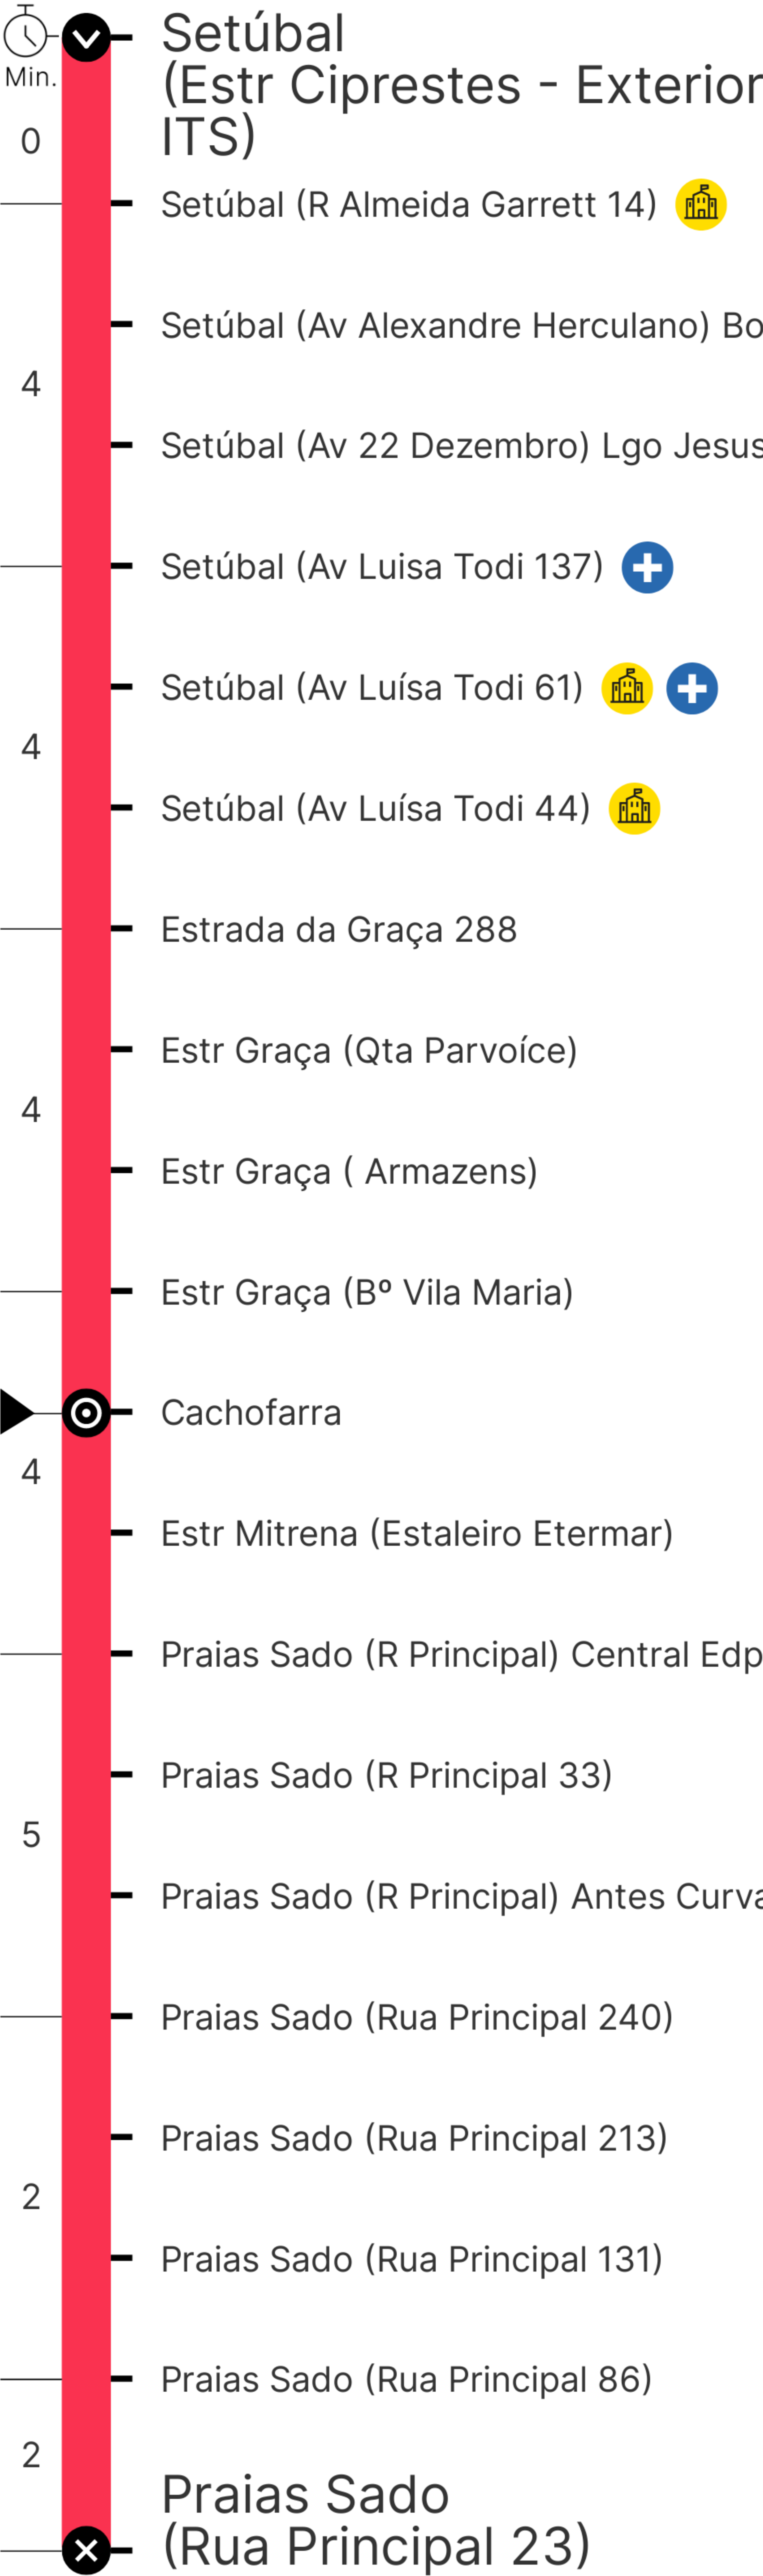 Setúbal
Min.
(Estr Ciprestes - Exterior
ITS)
0
Setúbal (R Almeida Garrett 14)
Setúbal (Av Alexandre Herculano) Bo
4
Setúbal (Av 22 Dezembro) Lgo Jesus
Setúbal (Av Luisa Todi 137)
Setúbal (Av Luísa Todi 61)
4
Setúbal (Av Luísa Todi 44)
Estrada da Graça 288
Estr Graça (Qta Parvoíce)
4
Estr Graça ( Armazens)
Estr Graça (Bº Vila Maria)
Cachofarra
4
Estr Mitrena (Estaleiro Etermar)
Praias Sado (R Principal) Central Edp
Praias Sado (R Principal 33)
5
Praias Sado (R Principal) Antes Curva
Praias Sado (Rua Principal 240)
Praias Sado (Rua Principal 213)
2
Praias Sado (Rua Principal 131)
Praias Sado (Rua Principal 86)
2
Praias Sado
(Rua Principal 23)